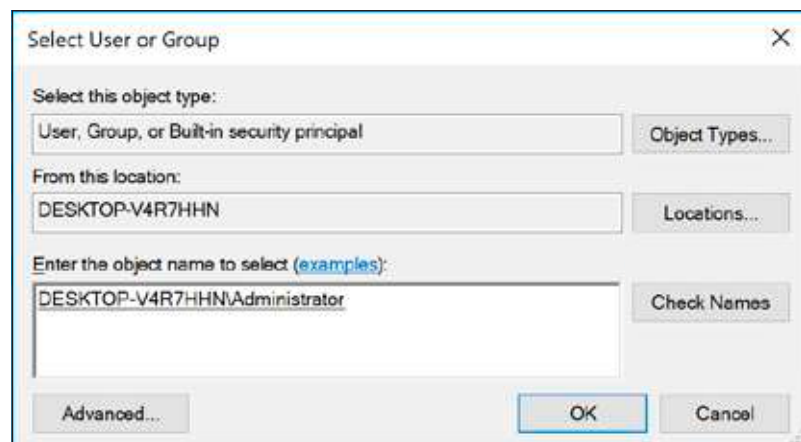 Select User or Group
Select this object type:
User, Group, or Built-in security principal
Object Types...
From this location:
DESKTOP-V4R7HHN
Locations...
Enter the object name to select (examples):
DESKTOP-V4R7HHN\Administrator
Check Names
Advanced...
OK
Cancel